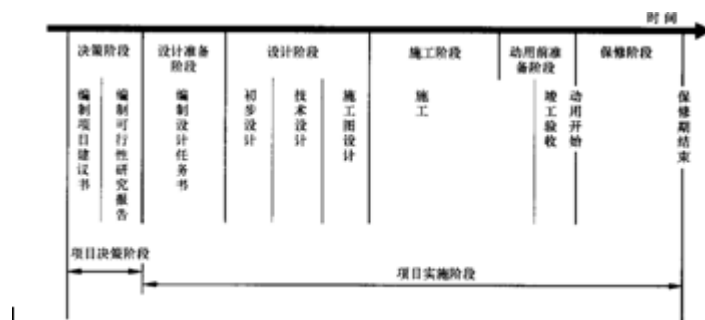 时间
决策阶段
设计准备
阶段
设计阶段
施工阶段
动用前准
备阶段
保修阶段
编制项目建议书
编制可行性研究报告
编制设计任务书
初步设计
技术设计
施工图设计
施工
竣工验收
动用开始
保修期结束
项目决策阶段
项目实施阶段